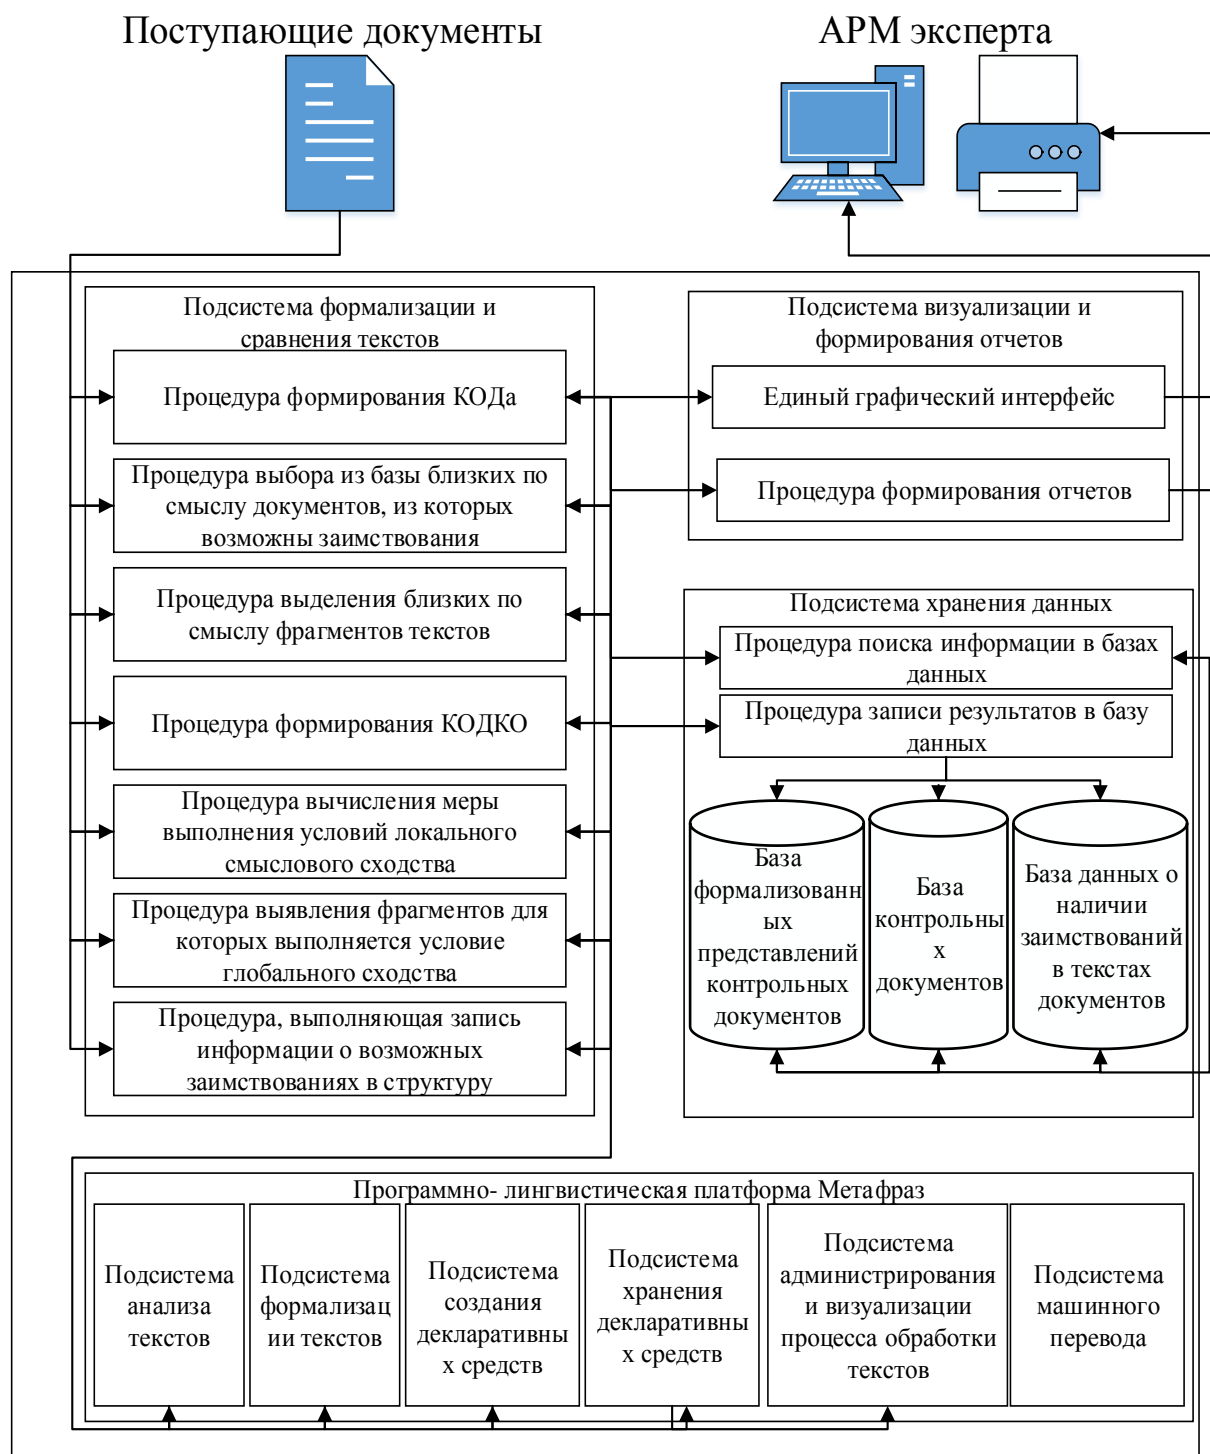 Поступающие документы
АРМ эксперта
Подсистема формализации и
сравнения текстов
Процедура формирования КОДа
Процедура выбора из базы близких по
смыслу документов, из которых
возможны заимствования
Процедура выделения близких по
смыслу фрагментов текстов
Процедура формирования КОДКО
Процедура вычисления меры
выполнения условий локального
смыслового сходства
Процедура выявления фрагментов для
которых выполняется условие
глобального сходства
Процедура, выполняющая запись
информации о возможных
заимствованиях в структуру
Подсистема визуализации и
формирования отчетов
Единый графический интерфейс
Процедура формирования отчетов
Подсистема хранения данных
Процедура поиска информации в базах
данных
Процедура записи результатов в базу
данных
База
формализованн
ых
представлений
контрольных
документов
База
контрольны
х
документов
База данных о
наличии
заимствований
в текстах
документов
Программно- лингвистическая платформа Метафраз
Подсистема
анализа
текстов
Подсистема
формализац
ии текстов
Подсистема
создания
декларативны
х средств
Подсистема
хранения
декларативны
х средств
Подсистема
администрирования
и визуализации
процесса обработки
текстов
Подсистема
машинного
перевода